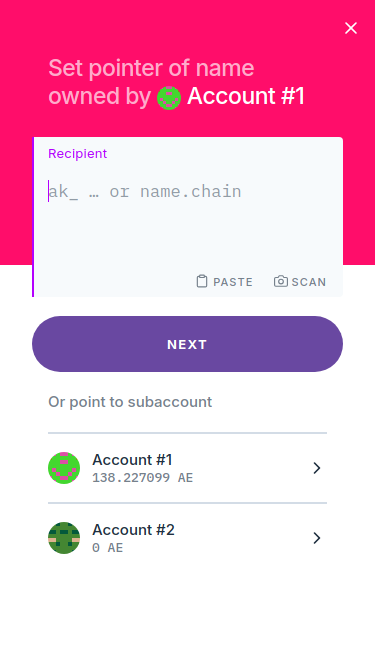 Set pointer of name
owned by Account #1
Recipient
ak_ … or name.chain
PASTE SCAN
NEXT
Or point to subaccount
Account #1
138.227099 AE
Account #2
0 AE